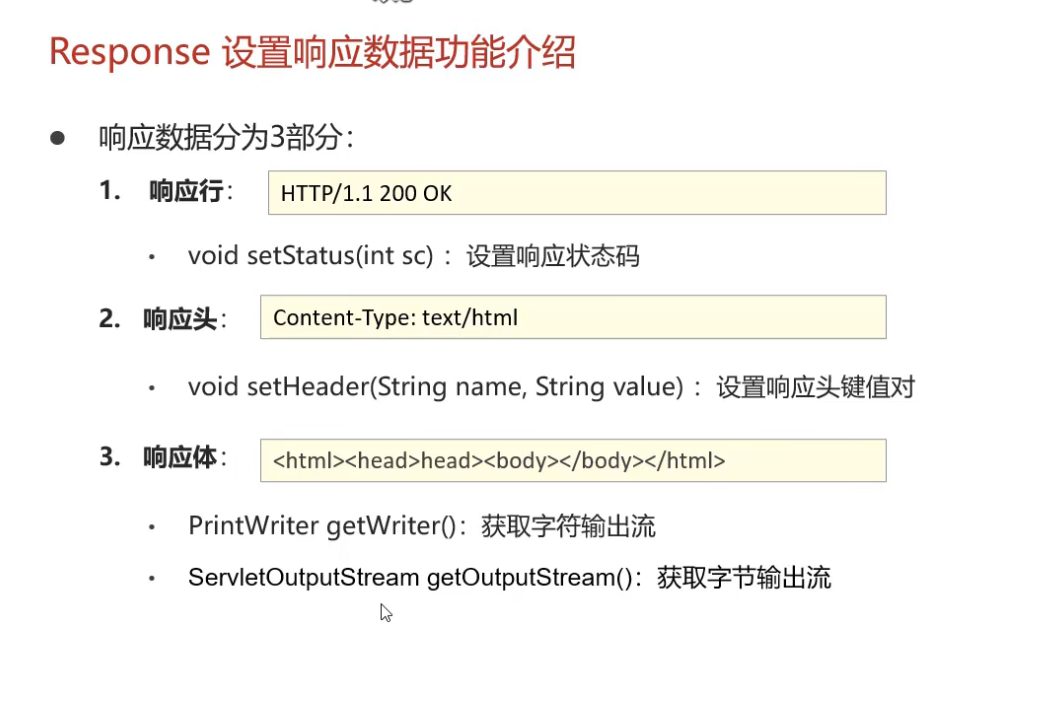 Response 设置响应数据功能介绍
● 响应数据分为3部分：
1. 响应行： HTTP/1.1 200 OK
• void setStatus(int sc) ：设置响应状态码
2. 响应头： Content-Type: text/html
• void setHeader(String name, String value) ：设置响应头键值对
3. 响应体： <html><head>head><body></body></html>
• PrintWriter getWriter()：获取字符输出流
• ServletOutputStream getOutputStream()：获取字节输出流